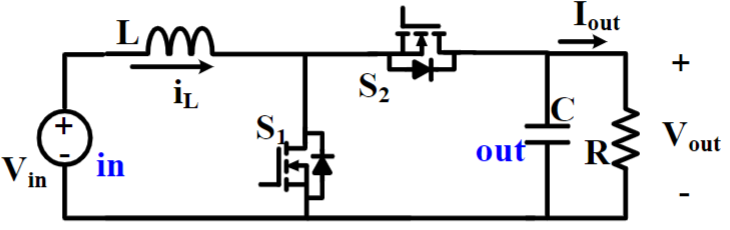 L
I_out
i_L
S_2
+
S_1
C
+
V_in
-
in
out
R
V_out
-